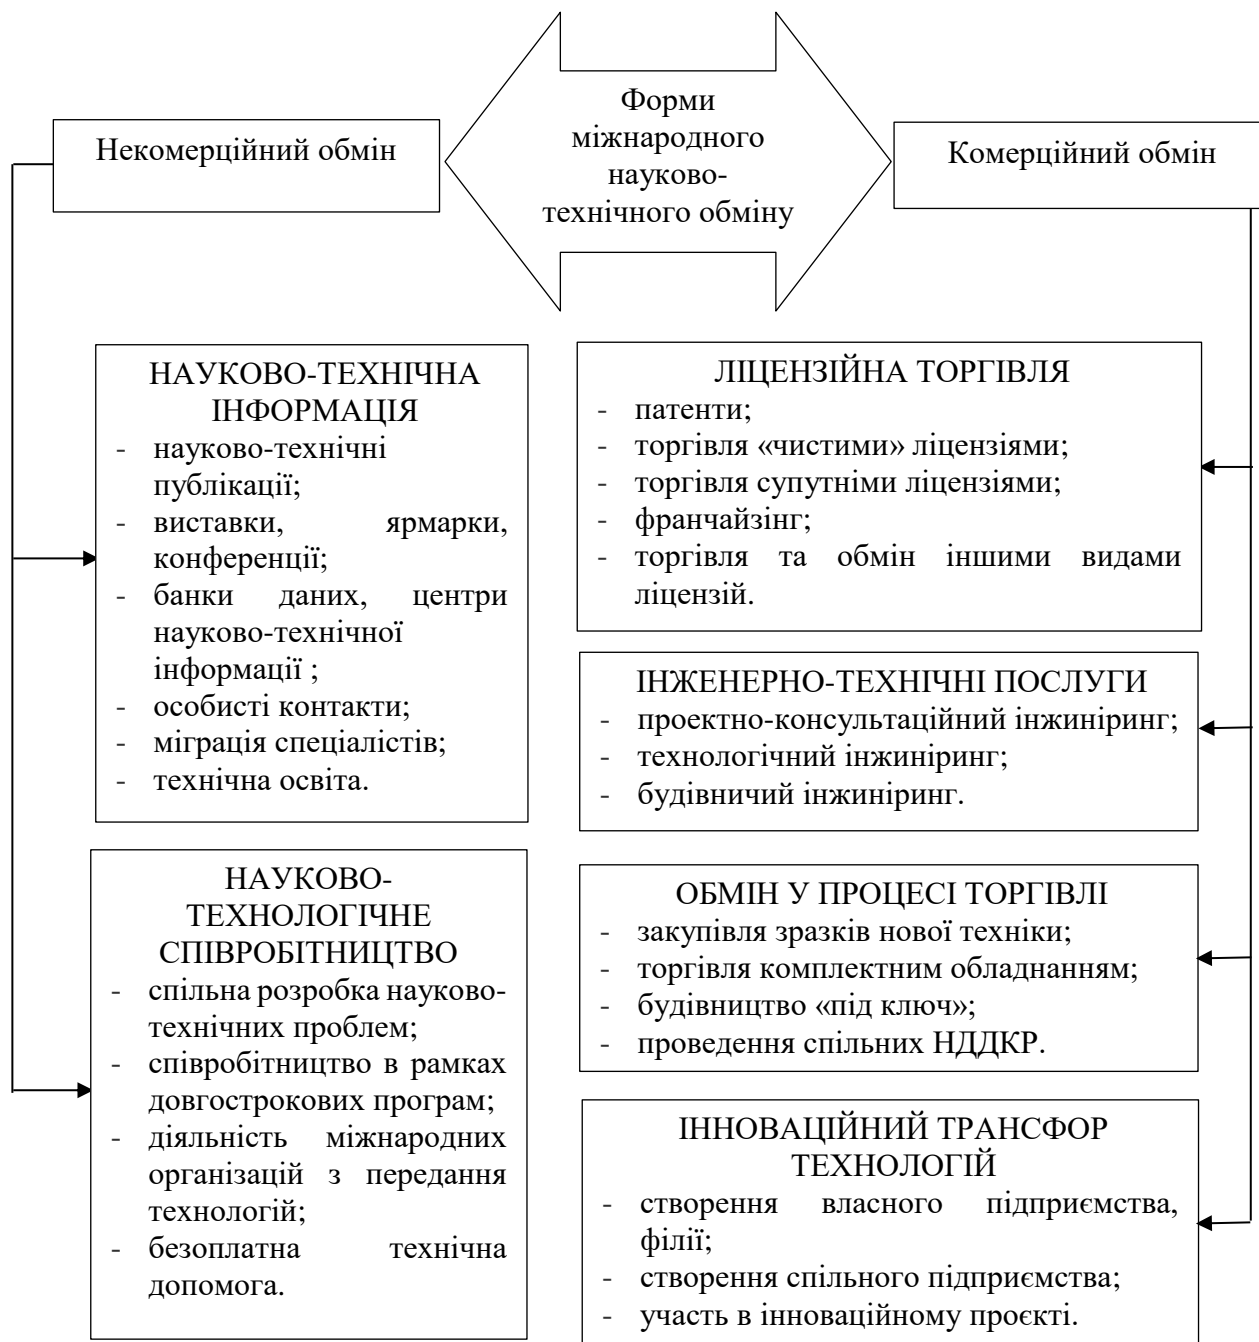 Форми
міжнародного
науково-
технічного обміну
Некомерційний обмін
Комерційний обмін
НАУКОВО-ТЕХНІЧНА
ІНФОРМАЦІЯ
- науково-технічні
публікації;
- виставки, ярмарки,
конференції;
- банки даних, центри
науково-технічної
інформації ;
- особисті контакти;
- міграція спеціалістів;
- технічна освіта.
НАУКОВО-
ТЕХНОЛОГІЧНЕ
СПІВРОБІТНИЦТВО
- спільна розробка науково-
технічних проблем;
- співробітництво в рамках
довгострокових програм;
- діяльність міжнародних
організацій з передання
технологій;
- безоплатна технічна
допомога.
ЛІЦЕНЗІЙНА ТОРГІВЛЯ
- патенти;
- торгівля «чистими» ліцензіями;
- торгівля супутніми ліцензіями;
- франчайзінг;
- торгівля та обмін іншими видами
ліцензій.
ІНЖЕНЕРНО-ТЕХНІЧНІ ПОСЛУГИ
- проектно-консультаційний інжиніринг;
- технологічний інжиніринг;
- будівничий інжиніринг.
ОБМІН У ПРОЦЕСІ ТОРГІВЛІ
- закупівля зразків нової техніки;
- торгівля комплектним обладнанням;
- будівництво «під ключ»;
- проведення спільних НДДКР.
ІННОВАЦІЙНИЙ ТРАНСФОР
ТЕХНОЛОГІЙ
- створення власного підприємства,
філії;
- створення спільного підприємства;
- участь в інноваційному проєкті.